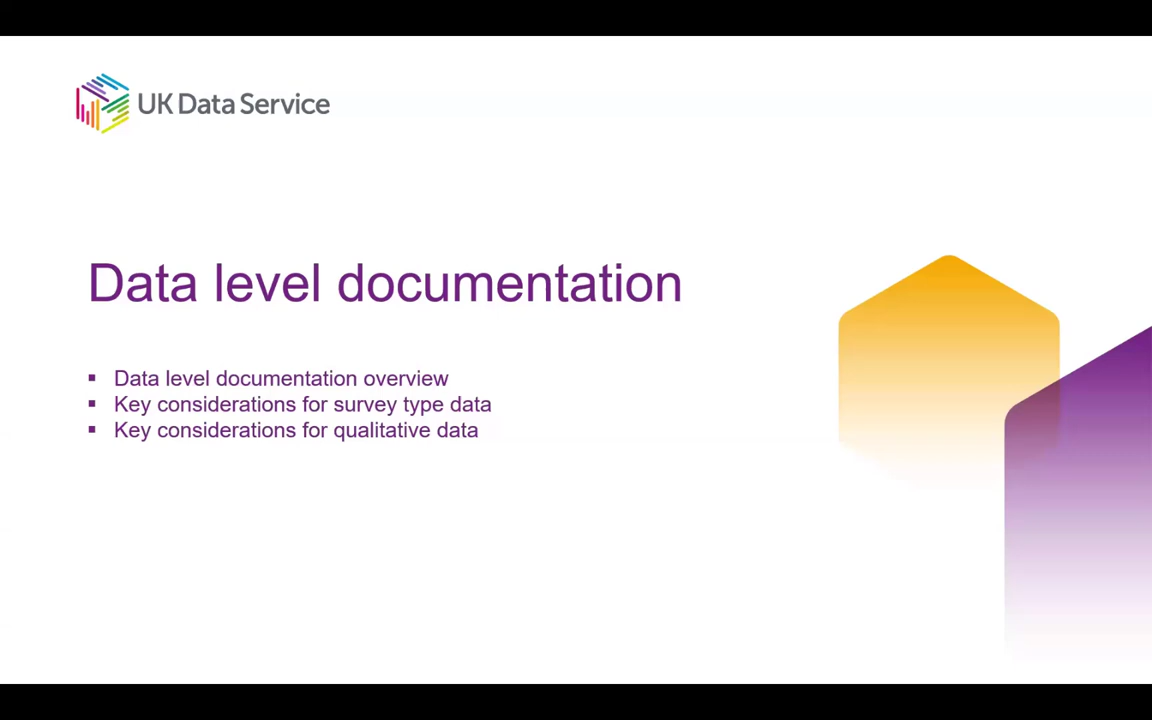 UK Data Service
Data level documentation
▪ Data level documentation overview
▪ Key considerations for survey type data
▪ Key considerations for qualitative data